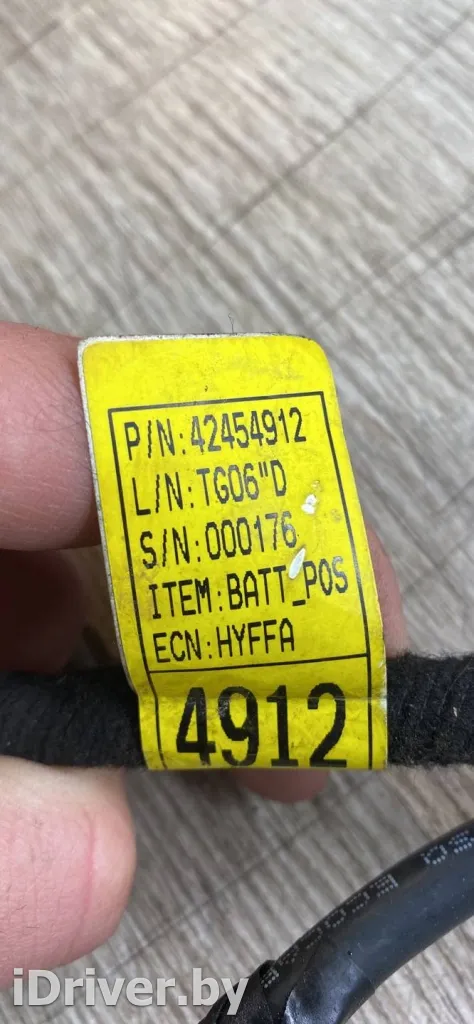 P/N:42454912
L/N:TG06"D
S/N:000176
ITEM:BATT_POS
ECN:HYFFA
4912
iDriver.by